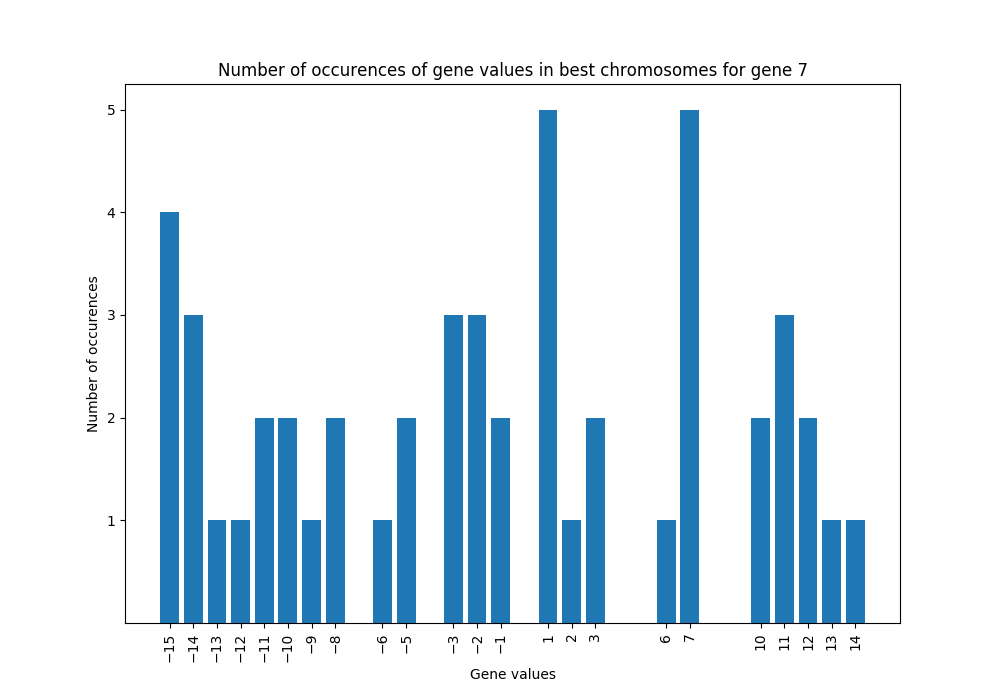 Number of occurences of gene values in best chromosomes for gene 7
Number of occurences
5
4
3
2
1
−15 −14 −13 −12 −11 −10 −9 −8 −6 −5 −3 −2 −1 1 2 3 6 7 10 11 12 13 14
Gene values